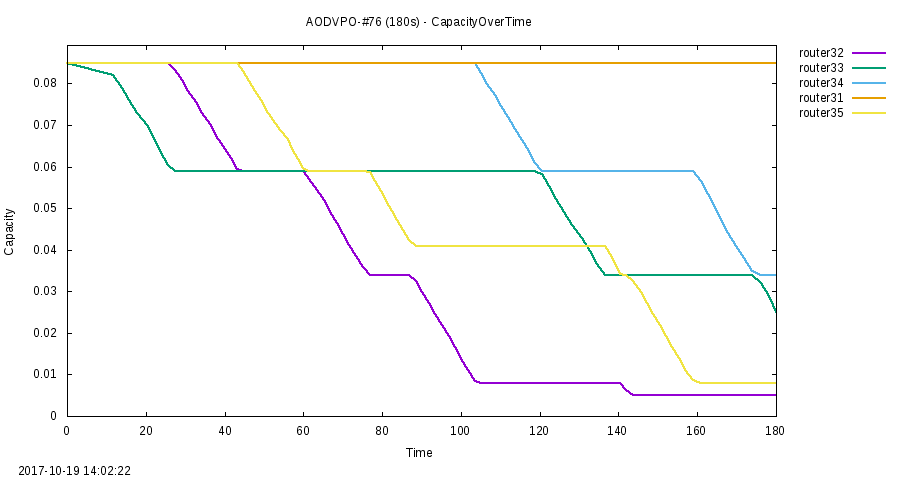 AODVPO-#76 (180s) - CapacityOverTime
router32
router33
router34
router31
router35
0.08
0.07
0.06
0.05
0.04
0.03
0.02
0.01
0
Capacity
0 20 40 60 80 100 120 140 160 180
Time
2017-10-19 14:02:22